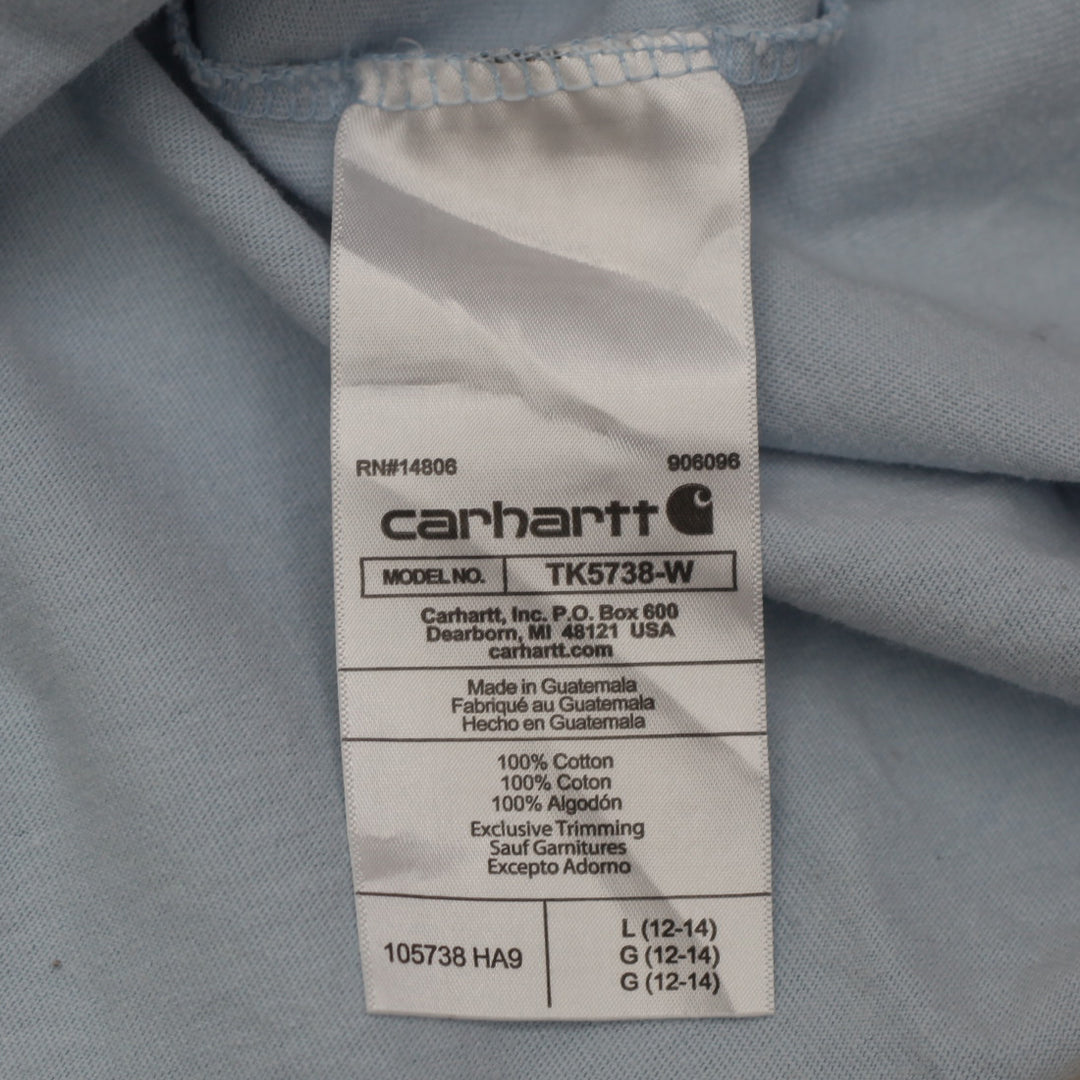 RN#14806 906096
carhartt
MODEL NO. TK5738-W
Carhartt, Inc. P.O. Box 600
Dearborn, MI 48121 USA
carhartt.com
Made in Guatemala
Fabriqué au Guatemala
Hecho en Guatemala
100% Cotton
100% Coton
100% Algodón
Exclusive Trimming
Sauf Garnitures
Excepto Adorno
105738 HA9
L (12-14)
G (12-14)
G (12-14)